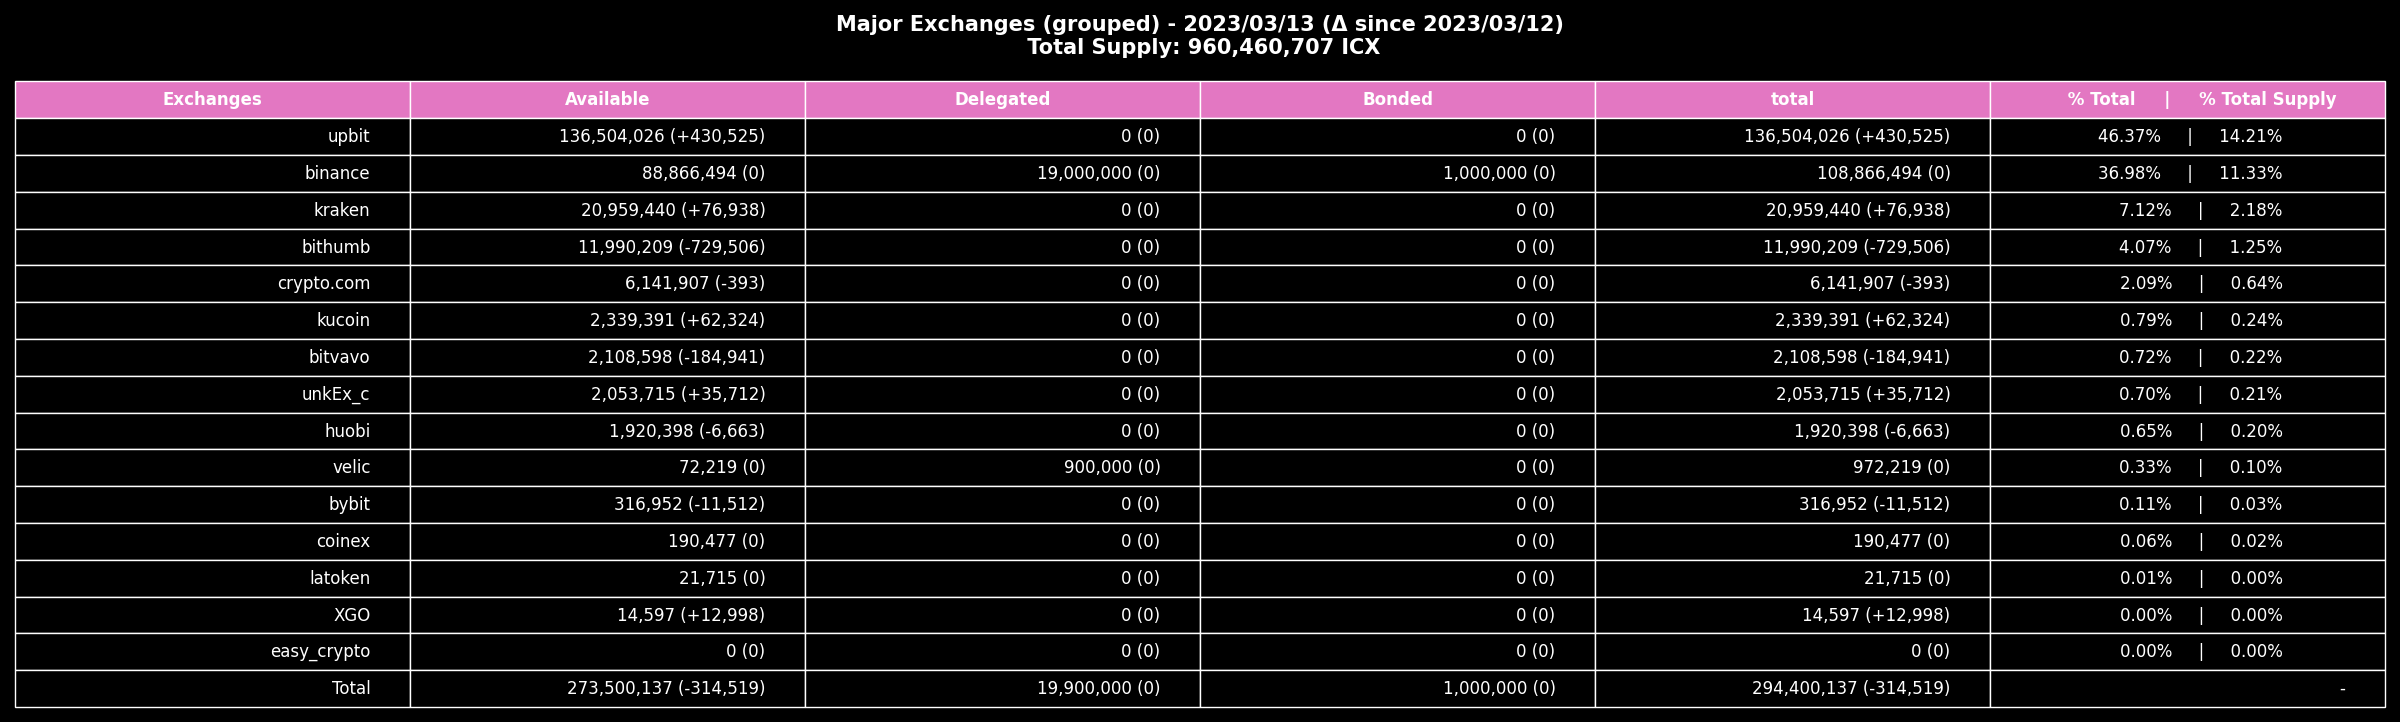 Major Exchanges (grouped) - 2023/03/13 (Δ since 2023/03/12)
Total Supply: 960,460,707 ICX
Exchanges Available Delegated Bonded total % Total | % Total Supply
upbit 136,504,026 (+430,525) 0 (0) 0 (0) 136,504,026 (+430,525) 46.37% | 14.21%
binance 88,866,494 (0) 19,000,000 (0) 1,000,000 (0) 108,866,494 (0) 36.98% | 11.33%
kraken 20,959,440 (+76,938) 0 (0) 0 (0) 20,959,440 (+76,938) 7.12% | 2.18%
bithumb 11,990,209 (-729,506) 0 (0) 0 (0) 11,990,209 (-729,506) 4.07% | 1.25%
crypto.com 6,141,907 (-393) 0 (0) 0 (0) 6,141,907 (-393) 2.09% | 0.64%
kucoin 2,339,391 (+62,324) 0 (0) 0 (0) 2,339,391 (+62,324) 0.79% | 0.24%
bitvavo 2,108,598 (-184,941) 0 (0) 0 (0) 2,108,598 (-184,941) 0.72% | 0.22%
unkEx_c 2,053,715 (+35,712) 0 (0) 0 (0) 2,053,715 (+35,712) 0.70% | 0.21%
huobi 1,920,398 (-6,663) 0 (0) 0 (0) 1,920,398 (-6,663) 0.65% | 0.20%
velic 72,219 (0) 900,000 (0) 0 (0) 972,219 (0) 0.33% | 0.10%
bybit 316,952 (-11,512) 0 (0) 0 (0) 316,952 (-11,512) 0.11% | 0.03%
coinex 190,477 (0) 0 (0) 0 (0) 190,477 (0) 0.06% | 0.02%
latoken 21,715 (0) 0 (0) 0 (0) 21,715 (0) 0.01% | 0.00%
XGO 14,597 (+12,998) 0 (0) 0 (0) 14,597 (+12,998) 0.00% | 0.00%
easy_crypto 0 (0) 0 (0) 0 (0) 0 (0) 0.00% | 0.00%
Total 273,500,137 (-314,519) 19,900,000 (0) 1,000,000 (0) 294,400,137 (-314,519) -